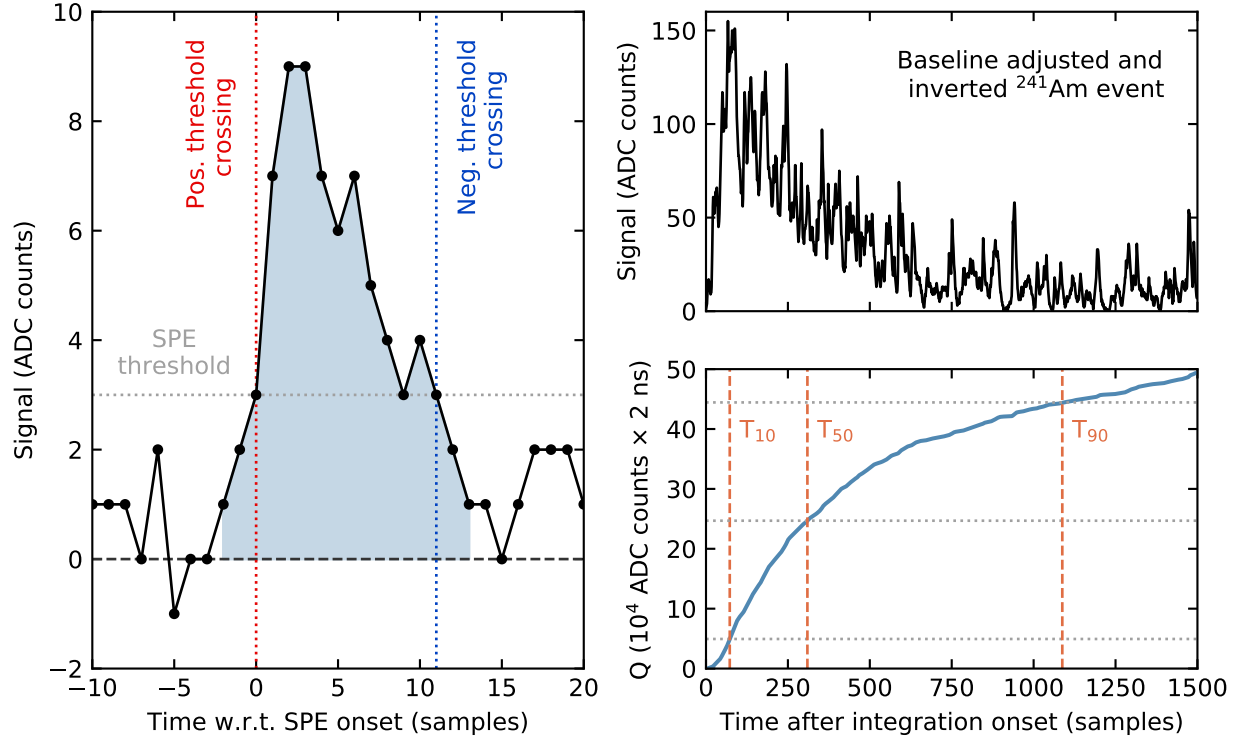 10
8
6
4
2
0
−2
Signal (ADC counts)
Pos. threshold
crossing
Neg. threshold
crossing
SPE
threshold
−10
−5
0
5
10
15
20
Time w.r.t. SPE onset (samples)
150
100
50
0
Signal (ADC counts)
Baseline adjusted and
inverted ²⁴¹Am event
50
40
30
20
10
0
Q (10⁴ ADC counts × 2 ns)
T₁₀
T₅₀
T₉₀
0
250
500
750
1000
1250
1500
Time after integration onset (samples)